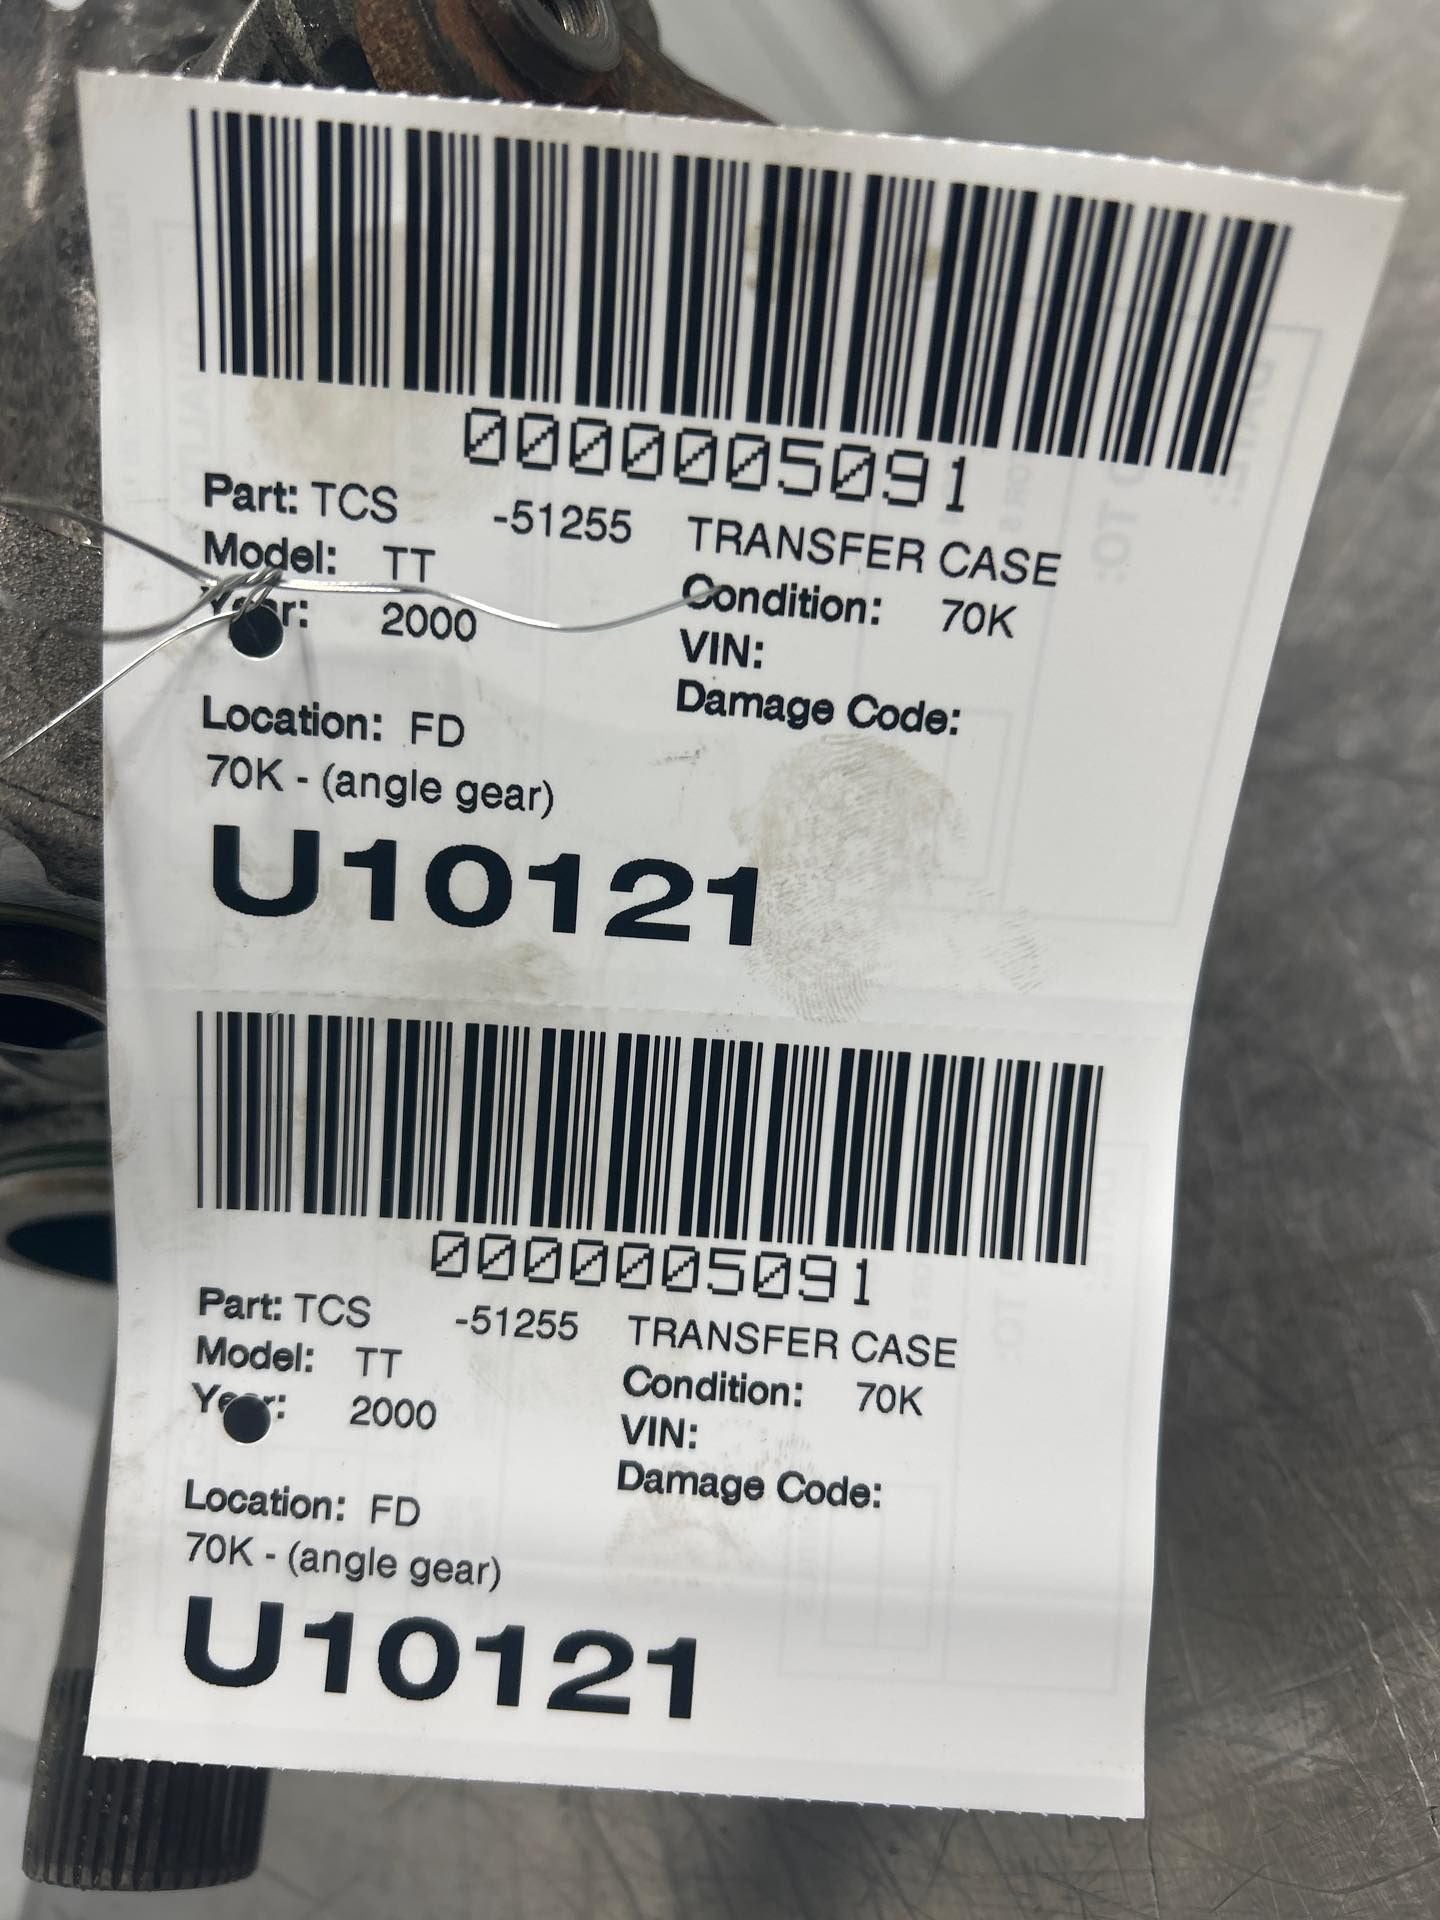 0000005091
Part: TCS -51255 TRANSFER CASE
Model: TT
Condition: 70K
Year: 2000
VIN:
Damage Code:
Location: FD
70K - (angle gear)
U10121
0000005091
Part: TCS -51255 TRANSFER CASE
Model: TT
Condition: 70K
Year: 2000
VIN:
Damage Code:
Location: FD
70K - (angle gear)
U10121